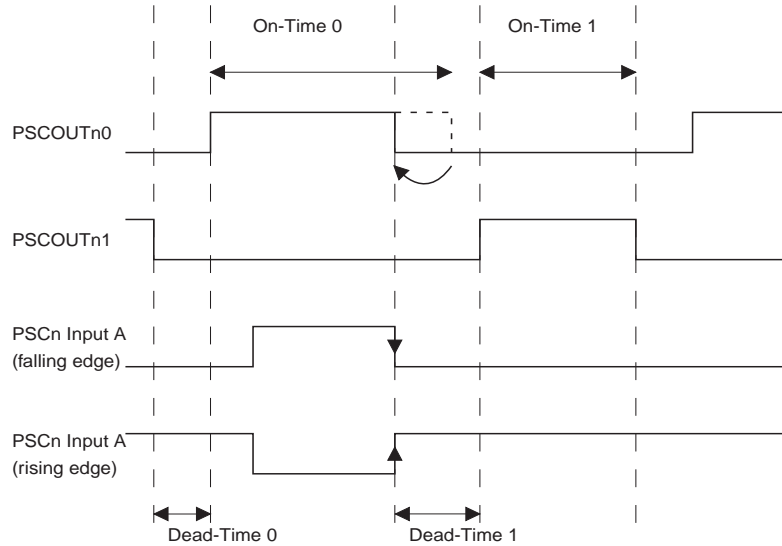 On-Time 0
On-Time 1
PSCOUTn0
PSCOUTn1
PSCn Input A
(falling edge)
PSCn Input A
(rising edge)
Dead-Time 0
Dead-Time 1